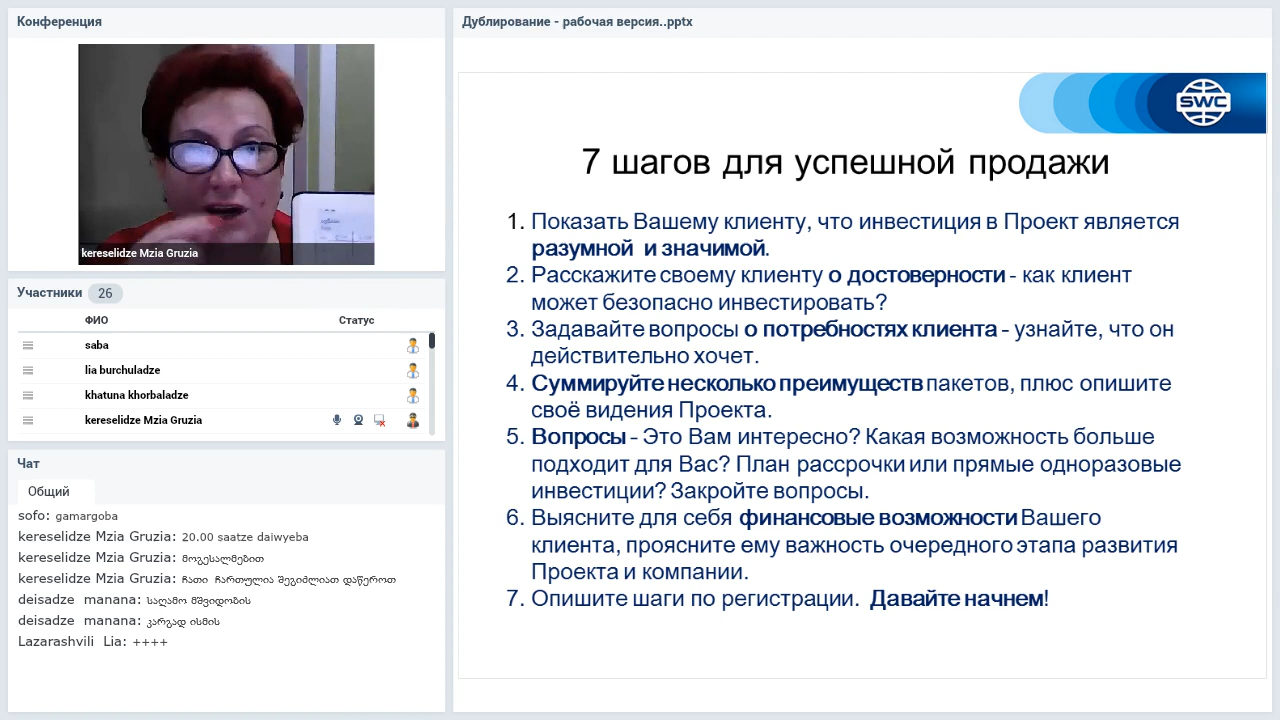 Конференция
kereselidze Mzia Gruzia
Участники 26
ФИО Статус
saba
lia burchuladze
khatuna khorbaladze
kereselidze Mzia Gruzia
Чат
Общий
sofo: gamargoba
kereselidze Mzia Gruzia: 20.00 saatze daiwyeba
kereselidze Mzia Gruzia: მოგესალმებით
kereselidze Mzia Gruzia: ჩათი ჩართულია შეგიძლიათ დაწეროთ
deisadze manana: საღამო მშვიდობის
deisadze manana: კარგად ისმის
Lazarashvili Lia: ++++
Дублирование - рабочая версия..pptx
SWC
7 шагов для успешной продажи
1. Показать Вашему клиенту, что инвестиция в Проект является
разумной и значимой.
2. Расскажите своему клиенту о достоверности - как клиент
может безопасно инвестировать?
3. Задавайте вопросы о потребностях клиента - узнайте, что он
действительно хочет.
4. Суммируйте несколько преимуществ пакетов, плюс опишите
своё видения Проекта.
5. Вопросы - Это Вам интересно? Какая возможность больше
подходит для Вас? План рассрочки или прямые одноразовые
инвестиции? Закройте вопросы.
6. Выясните для себя финансовые возможности Вашего
клиента, проясните ему важность очередного этапа развития
Проекта и компании.
7. Опишите шаги по регистрации. Давайте начнем!